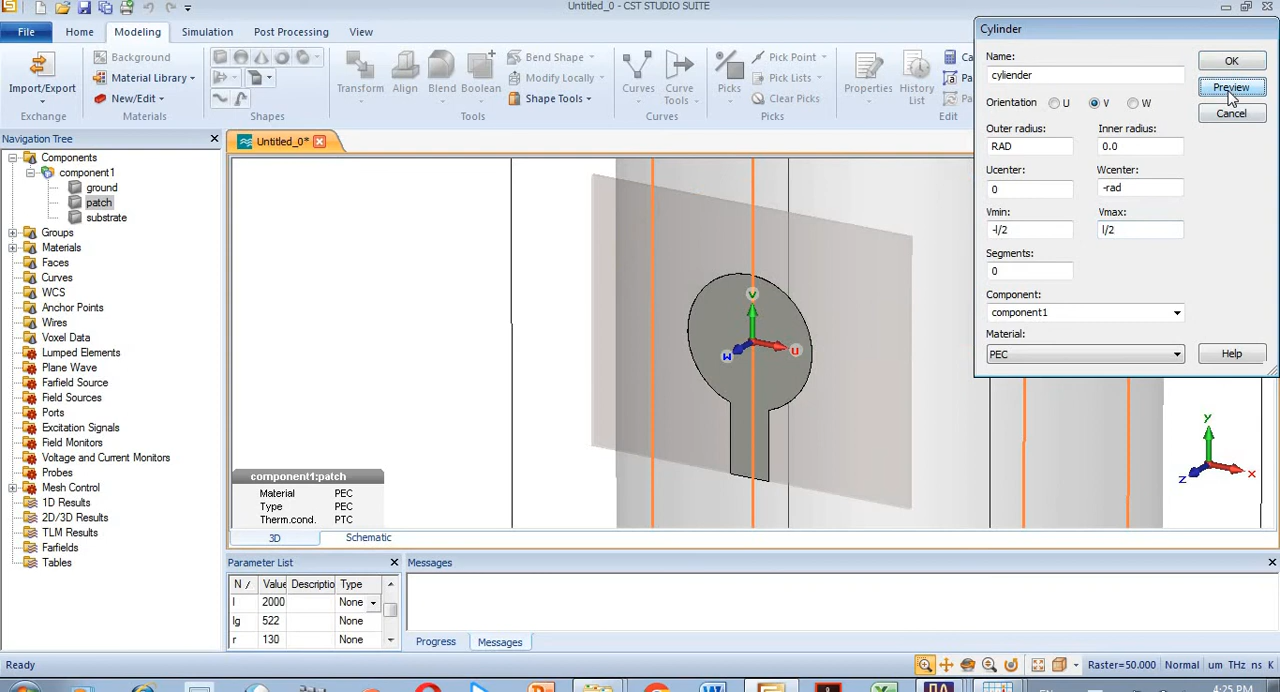 Untitled_0 - CST STUDIO SUITE
File Home Modeling Simulation Post Processing View
Import/Export
Exchange
Background
Material Library
New/Edit
Materials
Shapes
Transform Align Blend Boolean
Bend Shape
Modify Locally
Shape Tools
Tools
Curves Curve Tools
Curves
Picks
Pick Point
Pick Lists
Clear Picks
Picks
Properties History List
Edit
Navigation Tree
Components
component1
ground
patch
substrate
Groups
Materials
Faces
Curves
WCS
Anchor Points
Wires
Voxel Data
Lumped Elements
Plane Wave
Farfield Source
Field Sources
Ports
Excitation Signals
Field Monitors
Voltage and Current Monitors
Probes
Mesh Control
1D Results
2D/3D Results
TLM Results
Farfields
Tables
Untitled_0*
v
w u
y
z x
component1:patch
Material PEC
Type PEC
Therm.cond. PTC
3D Schematic
Cylinder
Name:
cyliender
OK
Preview
Cancel
Orientation U V W
Outer radius: Inner radius:
RAD 0.0
Ucenter: Wcenter:
0 -rad
Vmin: Vmax:
-l/2 l/2
Segments:
0
Component:
component1
Material:
PEC
Help
Parameter List
N / Value Descriptio Type
l 2000 None
lg 522 None
r 130 None
Messages
Progress Messages
Ready
Raster=50.000 Normal um THz ns K
4:25 PM